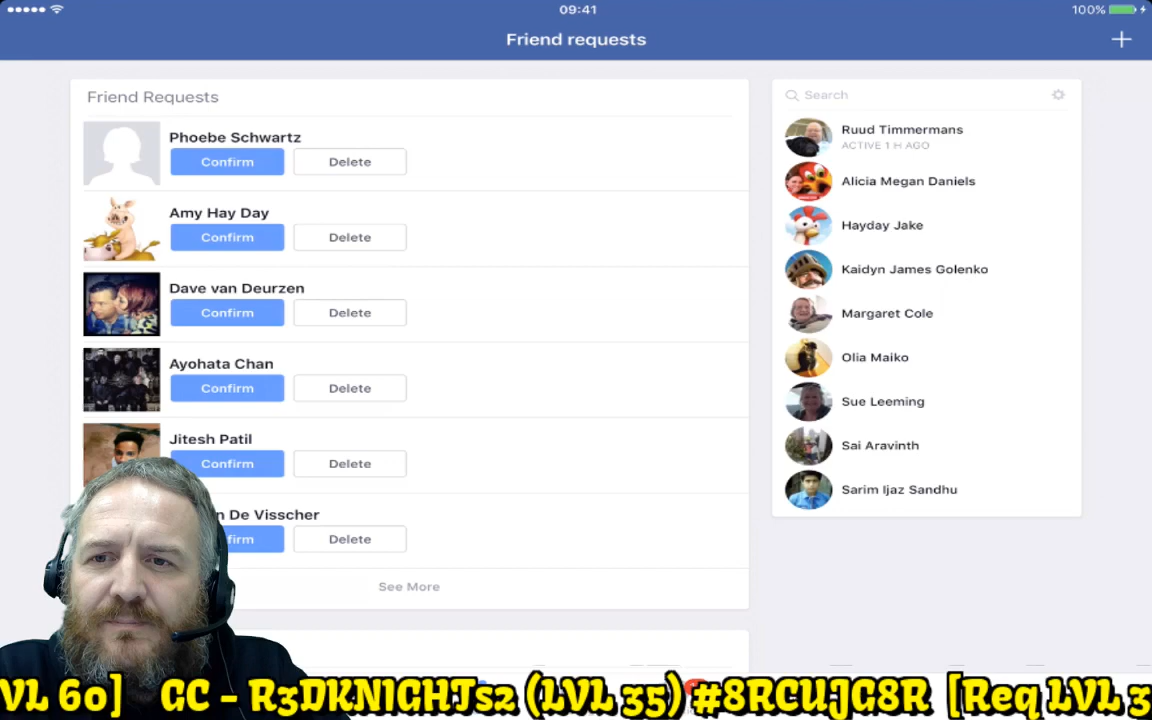 09:41
100%
Friend requests
Friend Requests
Phoebe Schwartz
Confirm Delete
Amy Hay Day
Confirm Delete
Dave van Deurzen
Confirm Delete
Ayohata Chan
Confirm Delete
Jitesh Patil
Confirm Delete
n De Visscher
firm Delete
See More
Search
Ruud Timmermans
ACTIVE 1 H AGO
Alicia Megan Daniels
Hayday Jake
Kaidyn James Golenko
Margaret Cole
Olia Maiko
Sue Leeming
Sai Aravinth
Sarim Ijaz Sandhu
VL 60] GC - R3DKNIGHTs2 (LVL 35) #8RCUJG8R [Req LVL 3